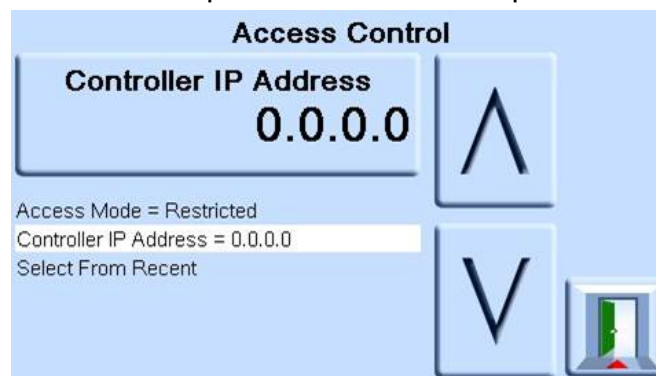 Access Control
Controller IP Address
0.0.0.0
Access Mode = Restricted
Controller IP Address = 0.0.0.0
Select From Recent